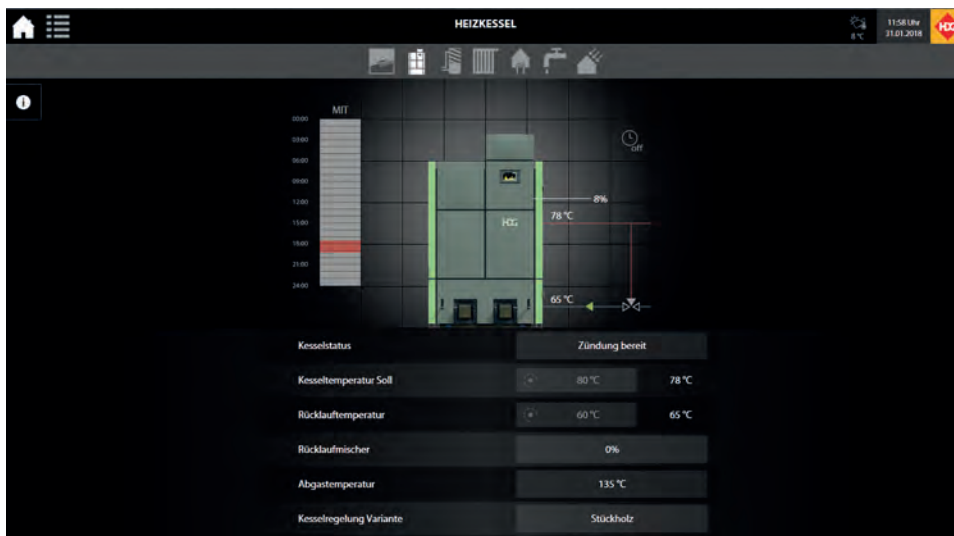 HEIZKESSEL
8 °C
11:58 Uhr
31.01.2018
HXG
MIT
00:00
03:00
06:00
09:00
12:00
15:00
18:00
21:00
24:00
off
8%
HXG
78 °C
65 °C
Kesselstatus Zündung bereit
Kesseltemperatur Soll 80 °C 78 °C
Rücklauftemperatur 60 °C 65 °C
Rücklaufmischer 0%
Abgastemperatur 135 °C
Kesselregelung Variante Stückholz